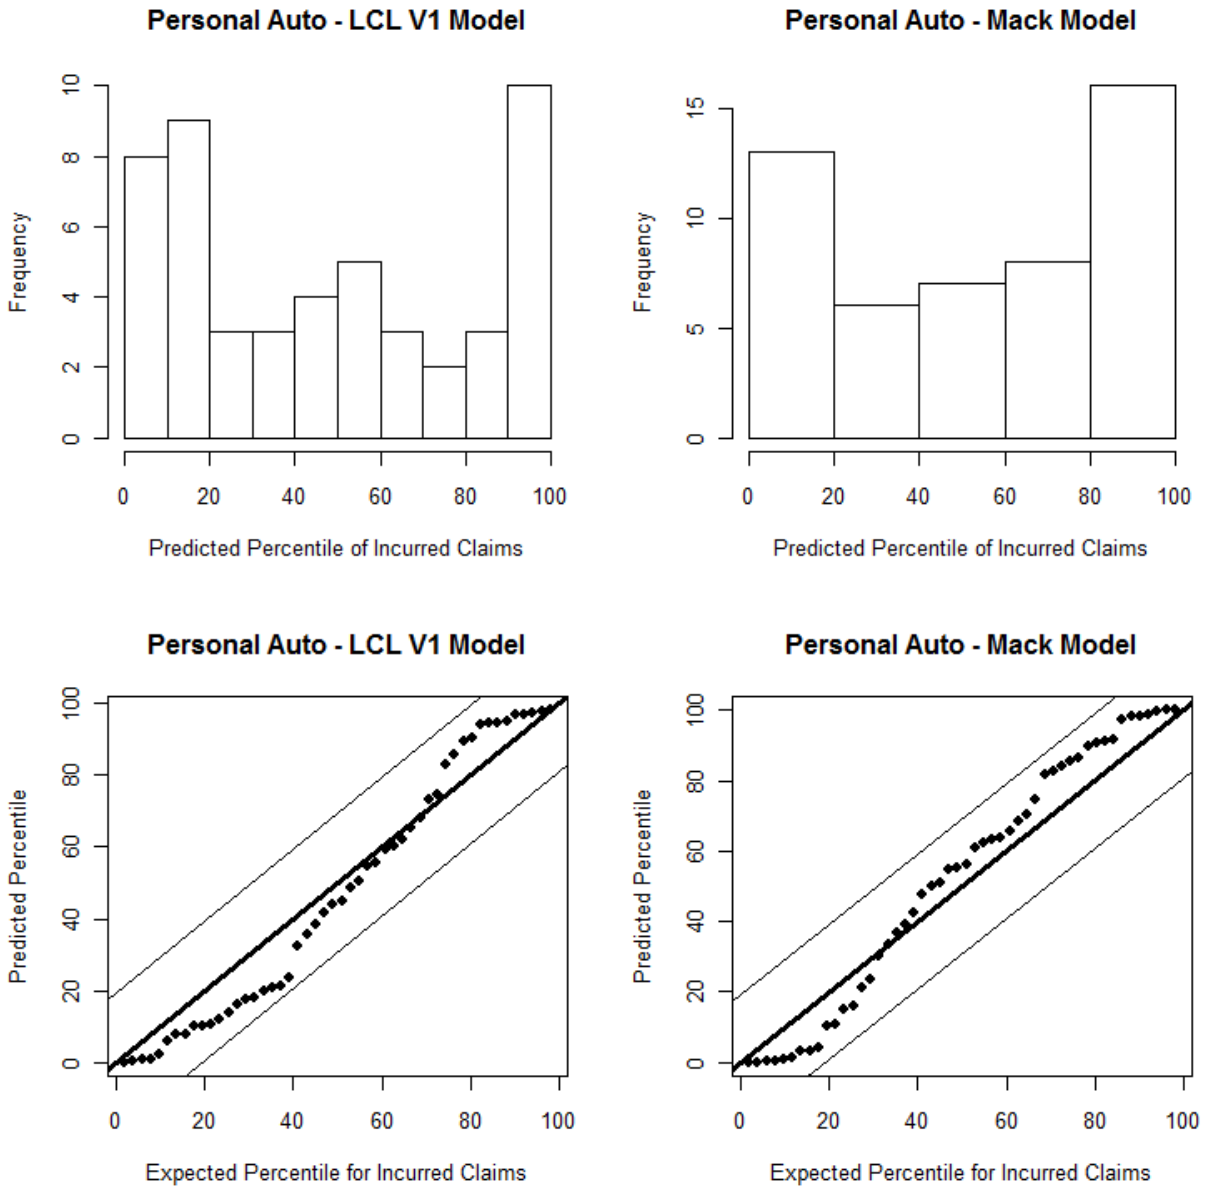 Personal Auto - LCL V1 Model
Frequency
0 2 4 6 8 10
0 20 40 60 80 100
Predicted Percentile of Incurred Claims
Personal Auto - Mack Model
Frequency
0 5 10 15
0 20 40 60 80 100
Predicted Percentile of Incurred Claims
Personal Auto - LCL V1 Model
Predicted Percentile
0 20 40 60 80 100
0 20 40 60 80 100
Expected Percentile for Incurred Claims
Personal Auto - Mack Model
Predicted Percentile
0 20 40 60 80 100
0 20 40 60 80 100
Expected Percentile for Incurred Claims